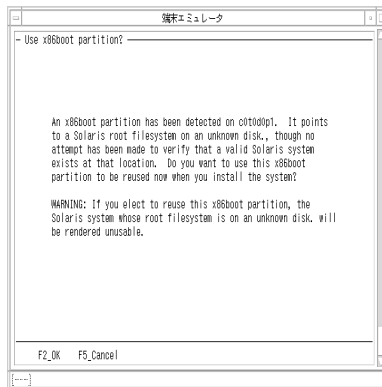 端末エミュレータ
Use x86boot partition?
An x86boot partition has been detected on c0t0d0p1. It points
to a Solaris root filesystem on an unknown disk., though no
attempt has been made to verify that a valid Solaris system
exists at that location. Do you want to use this x86boot
partition to be reused now when you install the system?
WARNING: If you elect to reuse this x86boot partition, the
Solaris system whose root filesystem is on an unknown disk. will
be rendered unusable.
F2_OK F5_Cancel
[---]